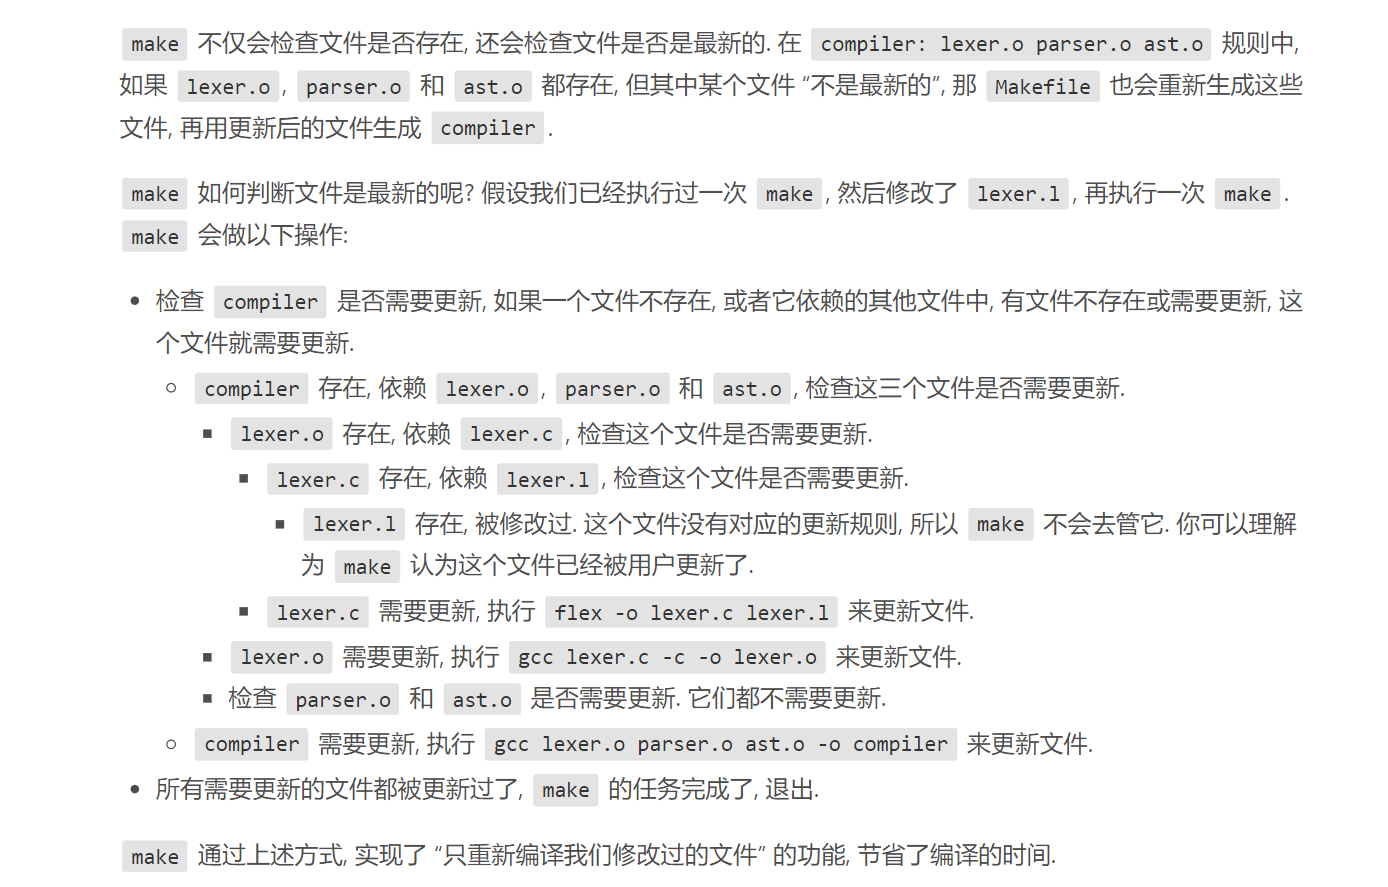 make 不仅会检查文件是否存在, 还会检查文件是否是最新的. 在 compiler: lexer.o parser.o ast.o 规则中,
如果 lexer.o , parser.o 和 ast.o 都存在, 但其中某个文件 “不是最新的”, 那 Makefile 也会重新生成这些
文件, 再用更新后的文件生成 compiler .
make 如何判断文件是最新的呢? 假设我们已经执行过一次 make , 然后修改了 lexer.l , 再执行一次 make .
make 会做以下操作:
• 检查 compiler 是否需要更新, 如果一个文件不存在, 或者它依赖的其他文件中, 有文件不存在或需要更新, 这
个文件就需要更新.
○ compiler 存在, 依赖 lexer.o , parser.o 和 ast.o , 检查这三个文件是否需要更新.
■ lexer.o 存在, 依赖 lexer.c , 检查这个文件是否需要更新.
■ lexer.c 存在, 依赖 lexer.l , 检查这个文件是否需要更新.
■ lexer.l 存在, 被修改过. 这个文件没有对应的更新规则, 所以 make 不会去管它. 你可以理解
为 make 认为这个文件已经被用户更新了.
■ lexer.c 需要更新, 执行 flex -o lexer.c lexer.l 来更新文件.
■ lexer.o 需要更新, 执行 gcc lexer.c -c -o lexer.o 来更新文件.
■ 检查 parser.o 和 ast.o 是否需要更新. 它们都不需要更新.
○ compiler 需要更新, 执行 gcc lexer.o parser.o ast.o -o compiler 来更新文件.
• 所有需要更新的文件都被更新过了, make 的任务完成了, 退出.
make 通过上述方式, 实现了 “只重新编译我们修改过的文件” 的功能, 节省了编译的时间.